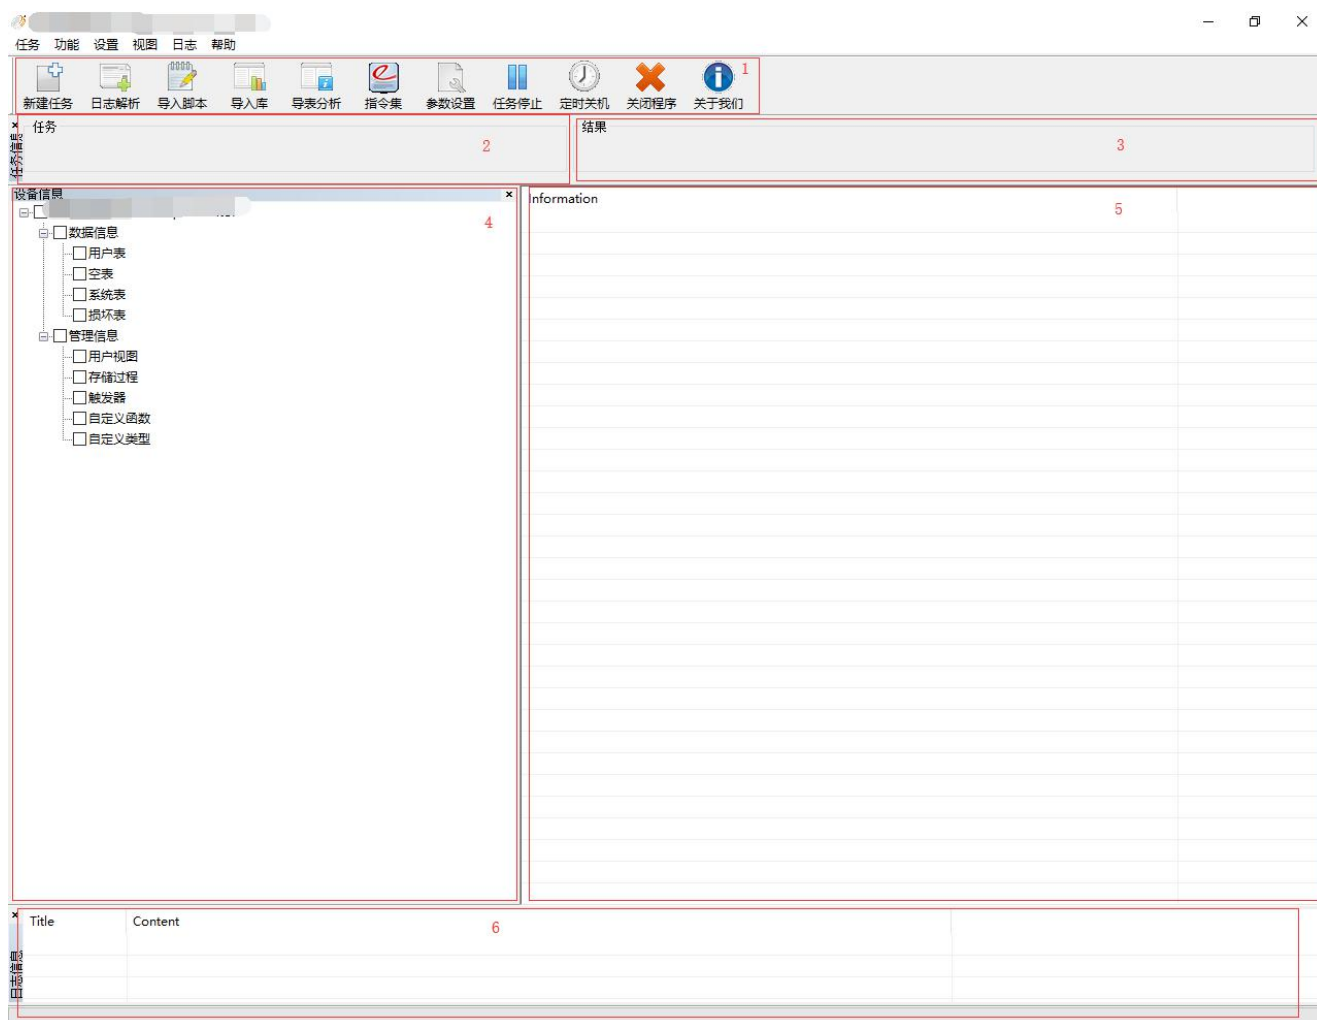 任务 功能 设置 视图 日志 帮助
新建任务 日志解析 导入脚本 导入库 导表分析 指令集 参数设置 任务停止 定时关机 关闭程序 关于我们 1
任务信息
任务 2
结果 3
设备信息 4
数据信息
用户表
空表
系统表
损坏表
管理信息
用户视图
存储过程
触发器
自定义函数
自定义类型
Information 5
Title Content 6
日志信息